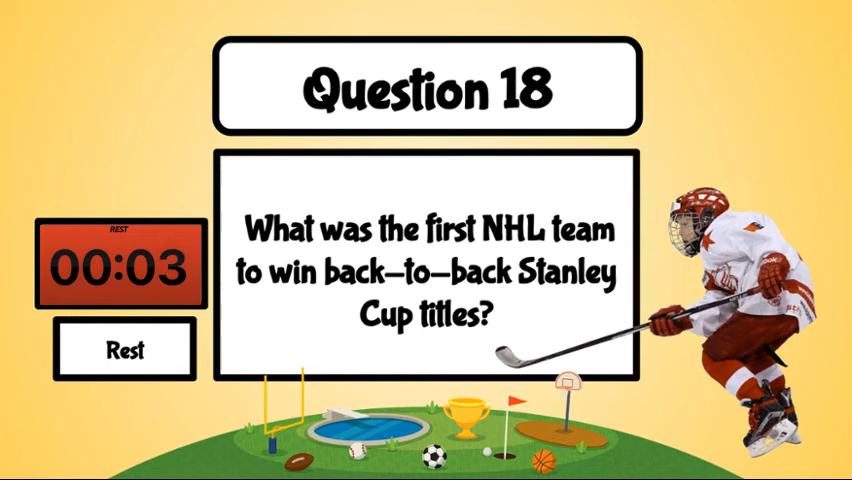 Question 18
What was the first NHL team
to win back-to-back Stanley
Cup titles?
REST
00:03
Rest